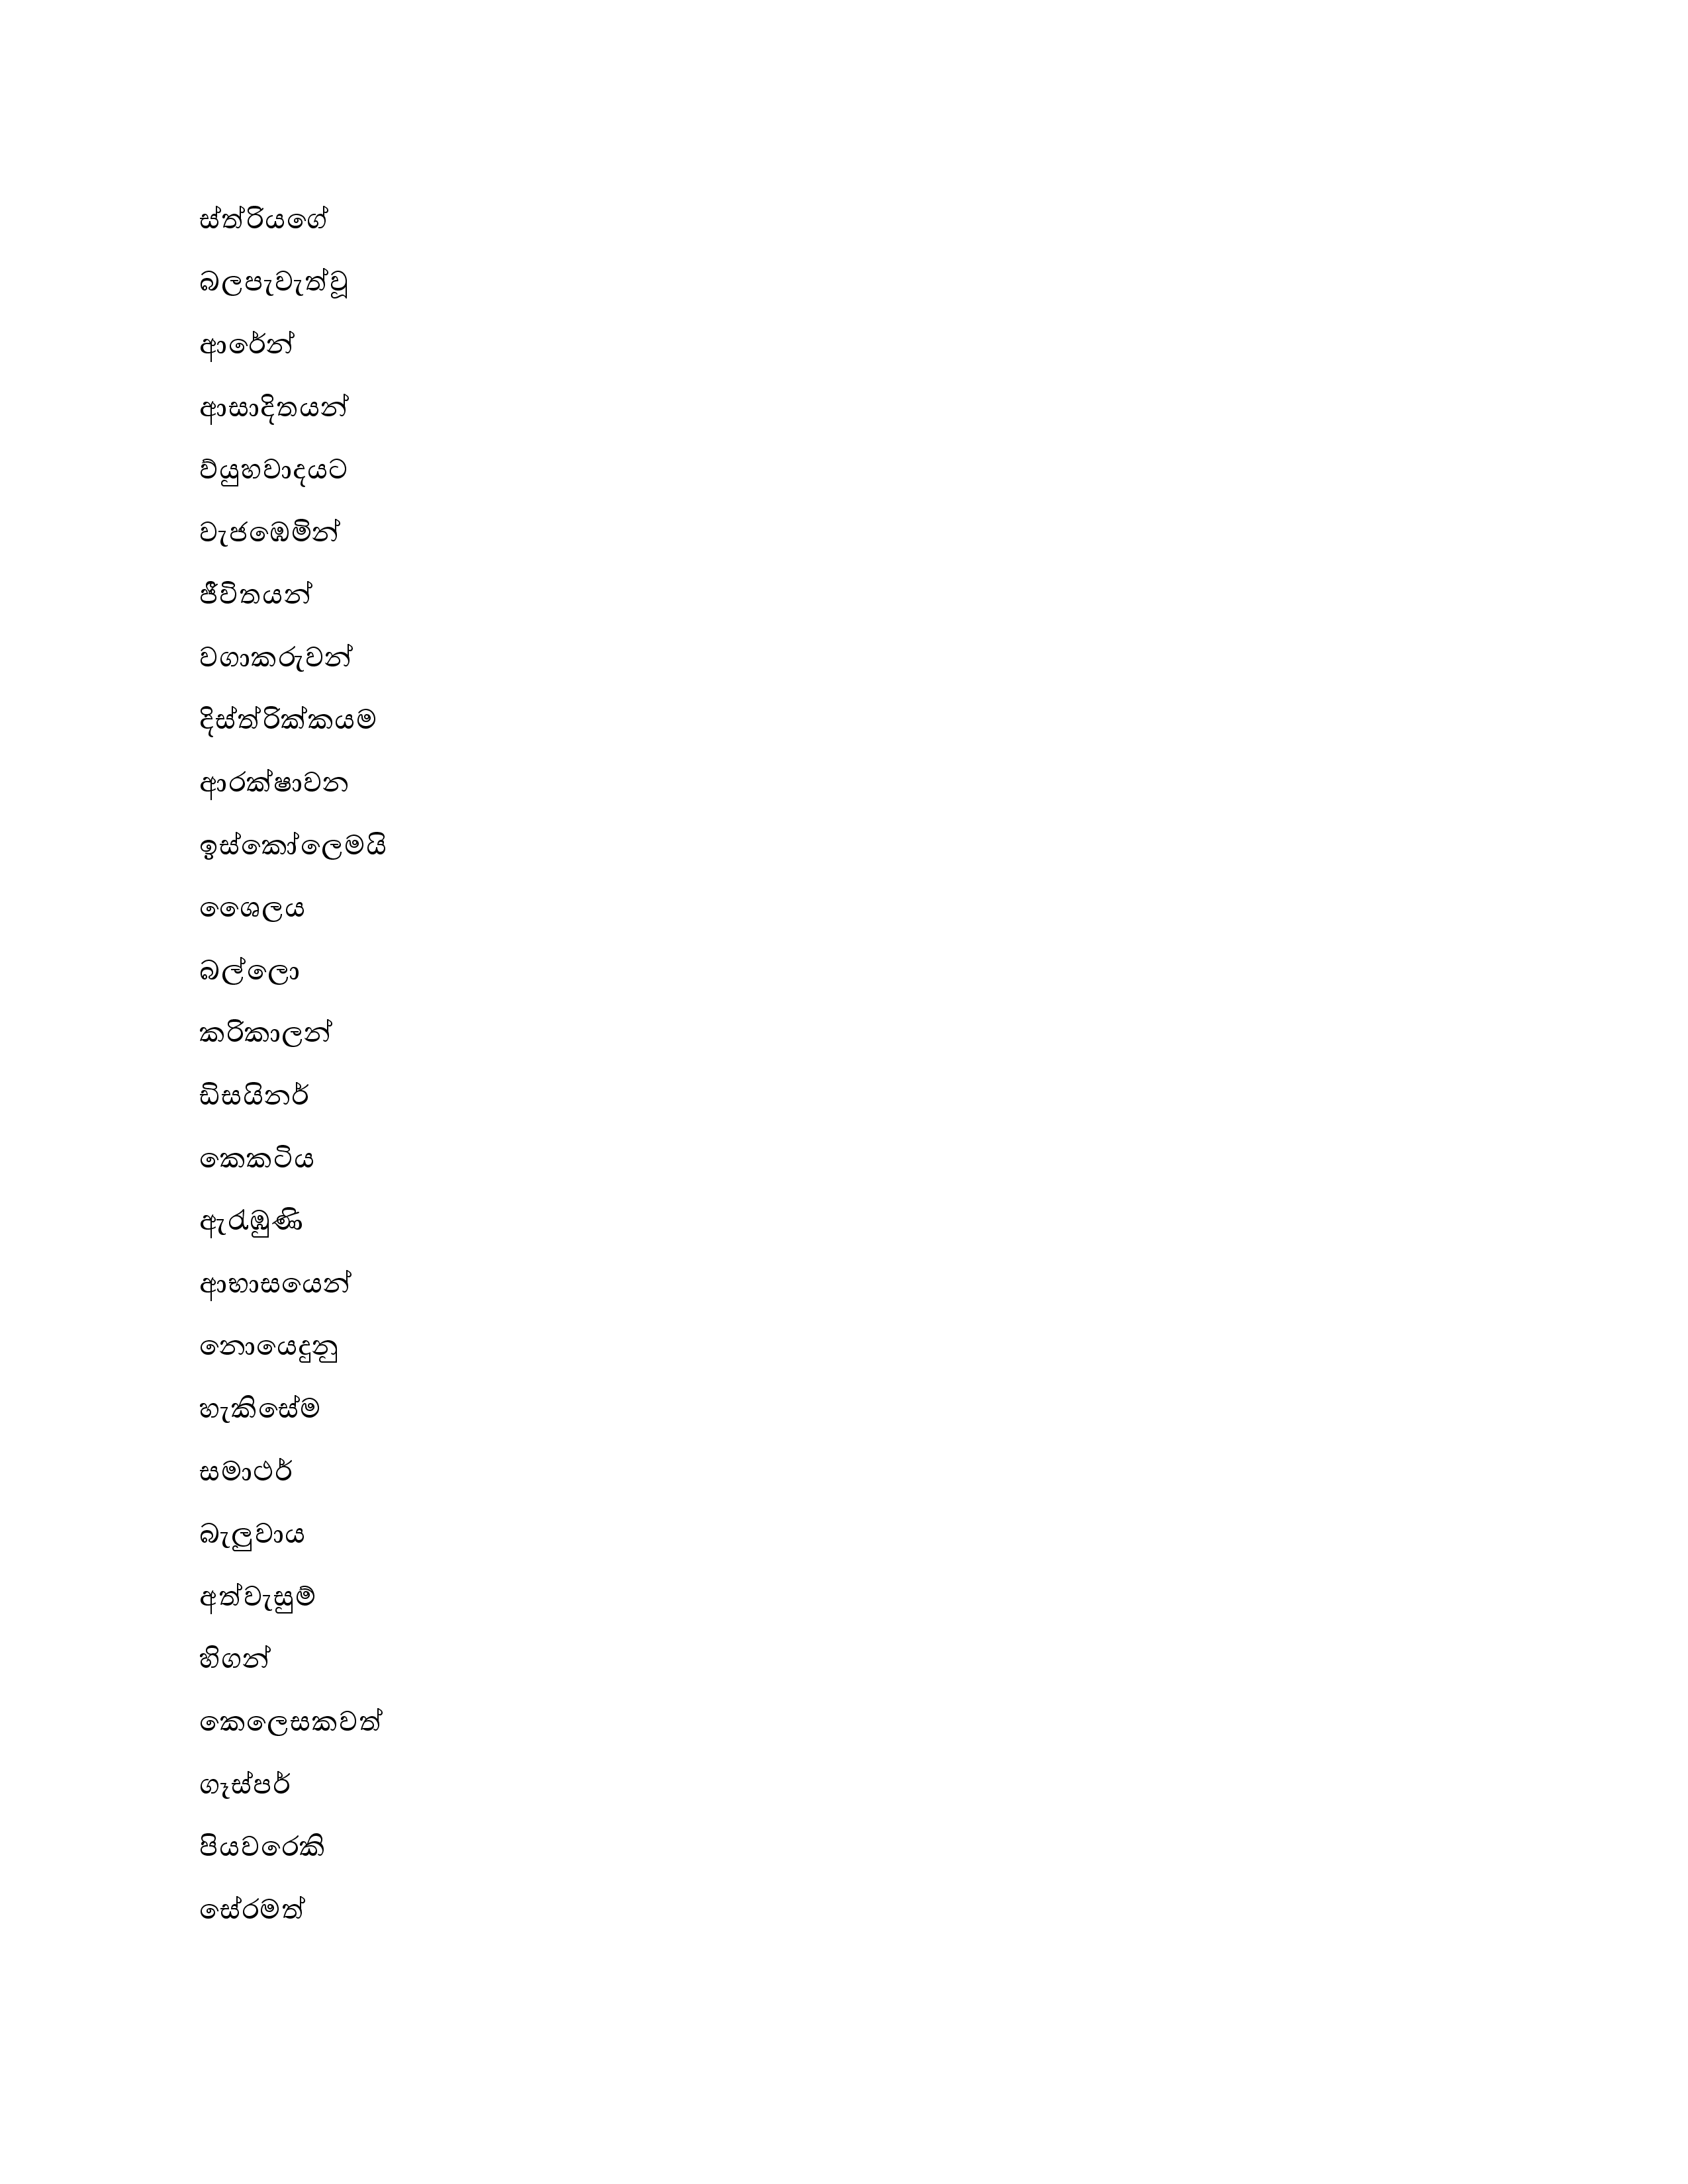 ස්ත්රියගේ
බලපැවැත්වූ
ආරේන්
ආසාදිතයන්
ව්යුහවාදයට
වැජඹෙමින්
ජීවිතයන්
වගාකරුවන්
දිස්ත්රික්කයම
ආරක්ෂාවන
ඉස්කෝලෙමයි
ශෛලය
බල්ලො
කරිකාලන්
ඩිසයිනර්
කෙකටිය
ඇරඹුණි
ආභාසයෙන්
නොයෙදුනු
හැකිසේම
සමාථර්
බැලුවාය
අත්වැසුම්
හිගන්
කෙලෙසකවත්
ගෑස්පර්
පියවරෙකි
සේරමත්